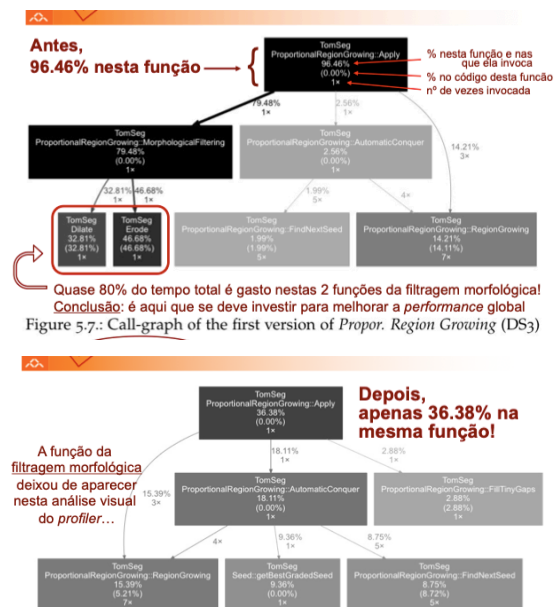 Antes,
96.46% nesta função
TomSeg
ProportionalRegionGrowing::Apply
96.46%
(0.00%)
1×
% nesta função e nas
que ela invoca
% no código desta funcão
nº de vezes invocada
79.48%
1×
2.56%
1×
14.21%
3×
TomSeg
ProportionalRegionGrowing::MorphologicalFiltering
79.48%
(0.00%)
1×
TomSeg
ProportionalRegionGrowing::AutomaticConquer
2.56%
(0.00%)
1×
32.81%
1×
46.68%
1×
1.99%
5×
4×
TomSeg
Dilate
32.81%
(32.81%)
1×
TomSeg
Erode
46.68%
(46.68%)
1×
TomSeg
ProportionalRegionGrowing::FindNextSeed
1.99%
(1.99%)
5×
TomSeg
ProportionalRegionGrowing::RegionGrowing
14.21%
(14.11%)
7×
Quase 80% do tempo total é gasto nestas 2 funções da filtragem morfológica!
Conclusão: é aqui que se deve investir para melhorar a performance global
Figure 5.7.: Call-graph of the first version of Propor. Region Growing (DS3)
TomSeg
ProportionalRegionGrowing::Apply
36.38%
(0.00%)
1×
Depois,
apenas 36.38% na
mesma função!
A função da
filtragem morfológica
deixou de aparecer
nesta análise visual
do profiler...
15.39%
3×
18.11%
1×
2.88%
1×
TomSeg
ProportionalRegionGrowing::AutomaticConquer
18.11%
(0.00%)
1×
TomSeg
ProportionalRegionGrowing::FillTinyGaps
2.88%
(2.88%)
1×
4×
9.36%
1×
8.75%
5×
TomSeg
ProportionalRegionGrowing::RegionGrowing
15.39%
(5.21%)
7×
TomSeg
Seed::getBestGradedSeed
9.36%
(0.00%)
1×
TomSeg
ProportionalRegionGrowing::FindNextSeed
8.75%
(8.72%)
5×